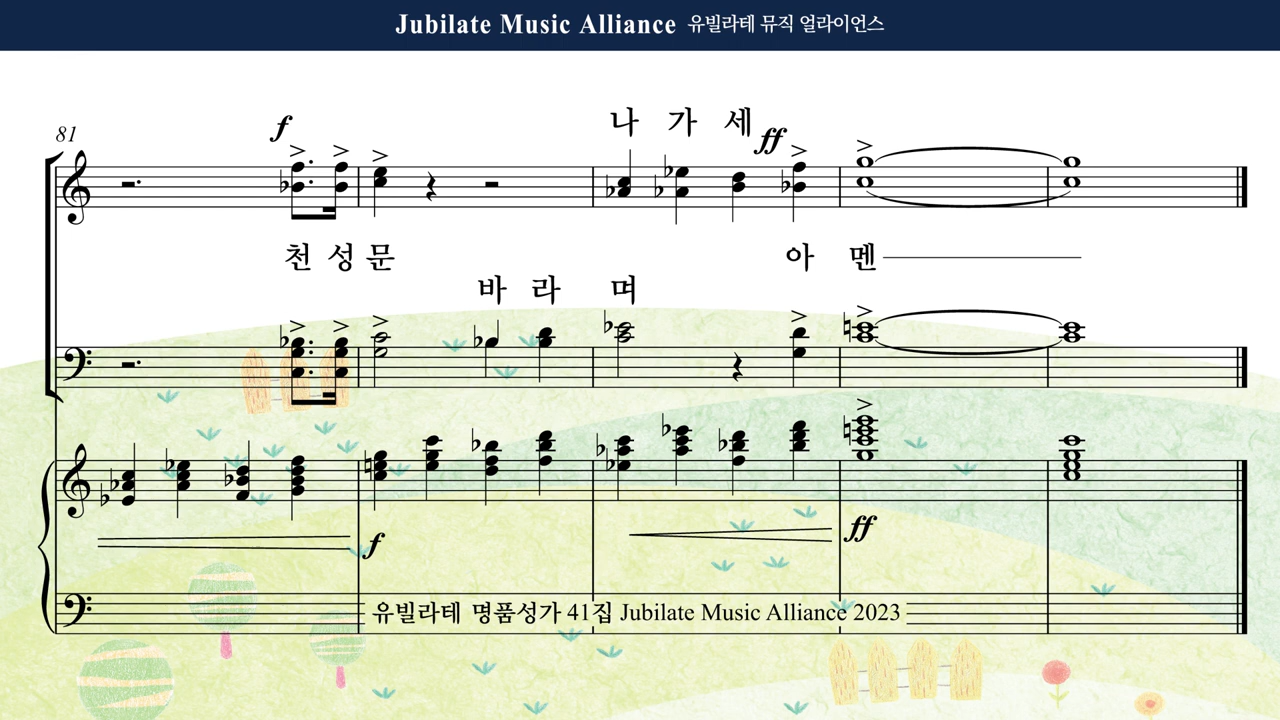 Jubilate Music Alliance 유빌라테 뮤직 얼라이언스
81
f
나 가 세
ff
천 성 문
아 멘
바 라 며
f
ff
유빌라테 명품성가 41집 Jubilate Music Alliance 2023